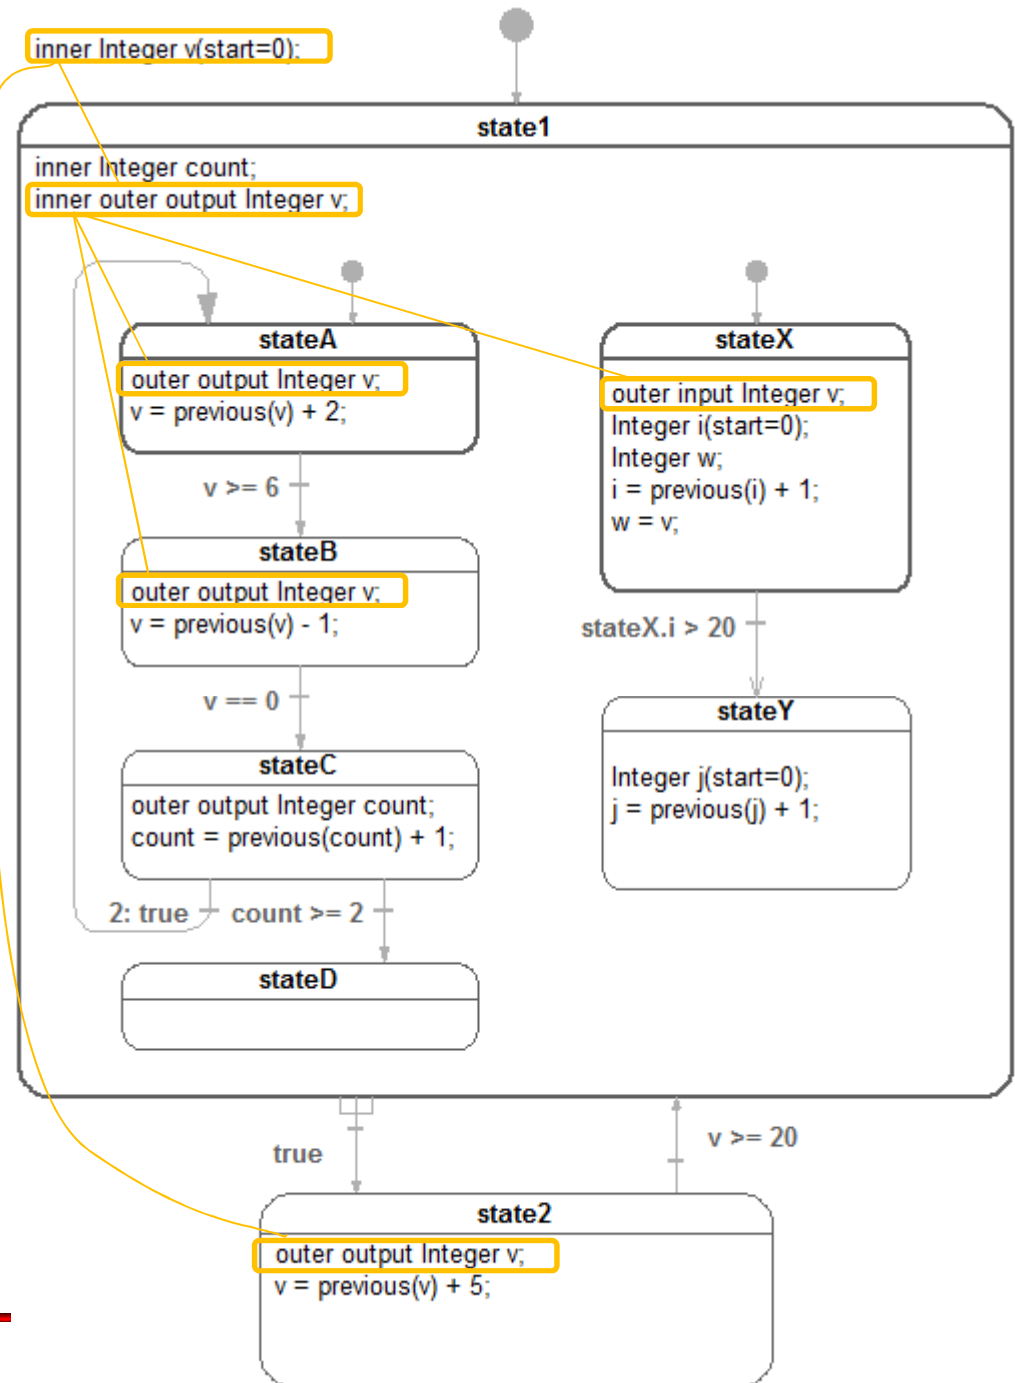 inner Integer v(start=0);
state1
inner Integer count;
inner outer output Integer v;
stateA
outer output Integer v;
v = previous(v) + 2;
v >= 6
stateB
outer output Integer v;
v = previous(v) - 1;
v == 0
stateC
outer output Integer count;
count = previous(count) + 1;
2: true
count >= 2
stateD
stateX
outer input Integer v;
Integer i(start=0);
Integer w;
i = previous(i) + 1;
w = v;
stateX.i > 20
stateY
Integer j(start=0);
j = previous(j) + 1;
true
v >= 20
state2
outer output Integer v;
v = previous(v) + 5;